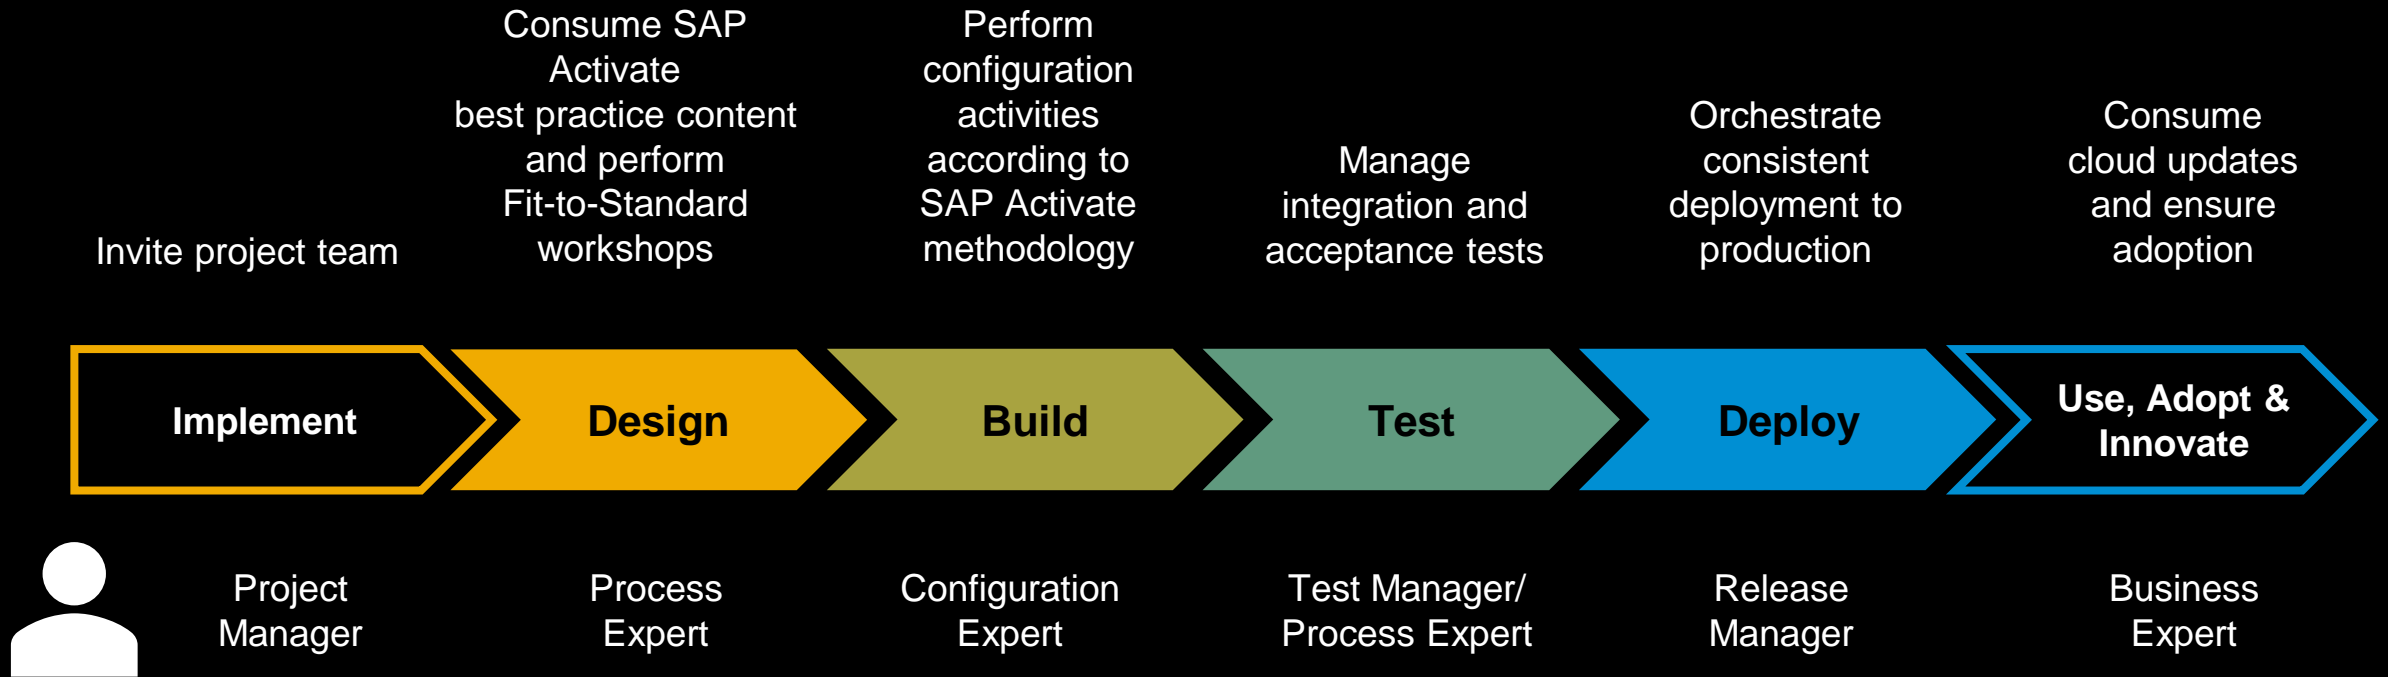 Invite project team
Consume SAP
Activate
best practice content
and perform
Fit-to-Standard
workshops
Perform
configuration
activities
according to
SAP Activate
methodology
Manage
integration and
acceptance tests
Orchestrate
consistent
deployment to
production
Consume
cloud updates
and ensure
adoption
Implement
Design
Build
Test
Deploy
Use, Adopt &
Innovate
Project
Manager
Process
Expert
Configuration
Expert
Test Manager/
Process Expert
Release
Manager
Business
Expert